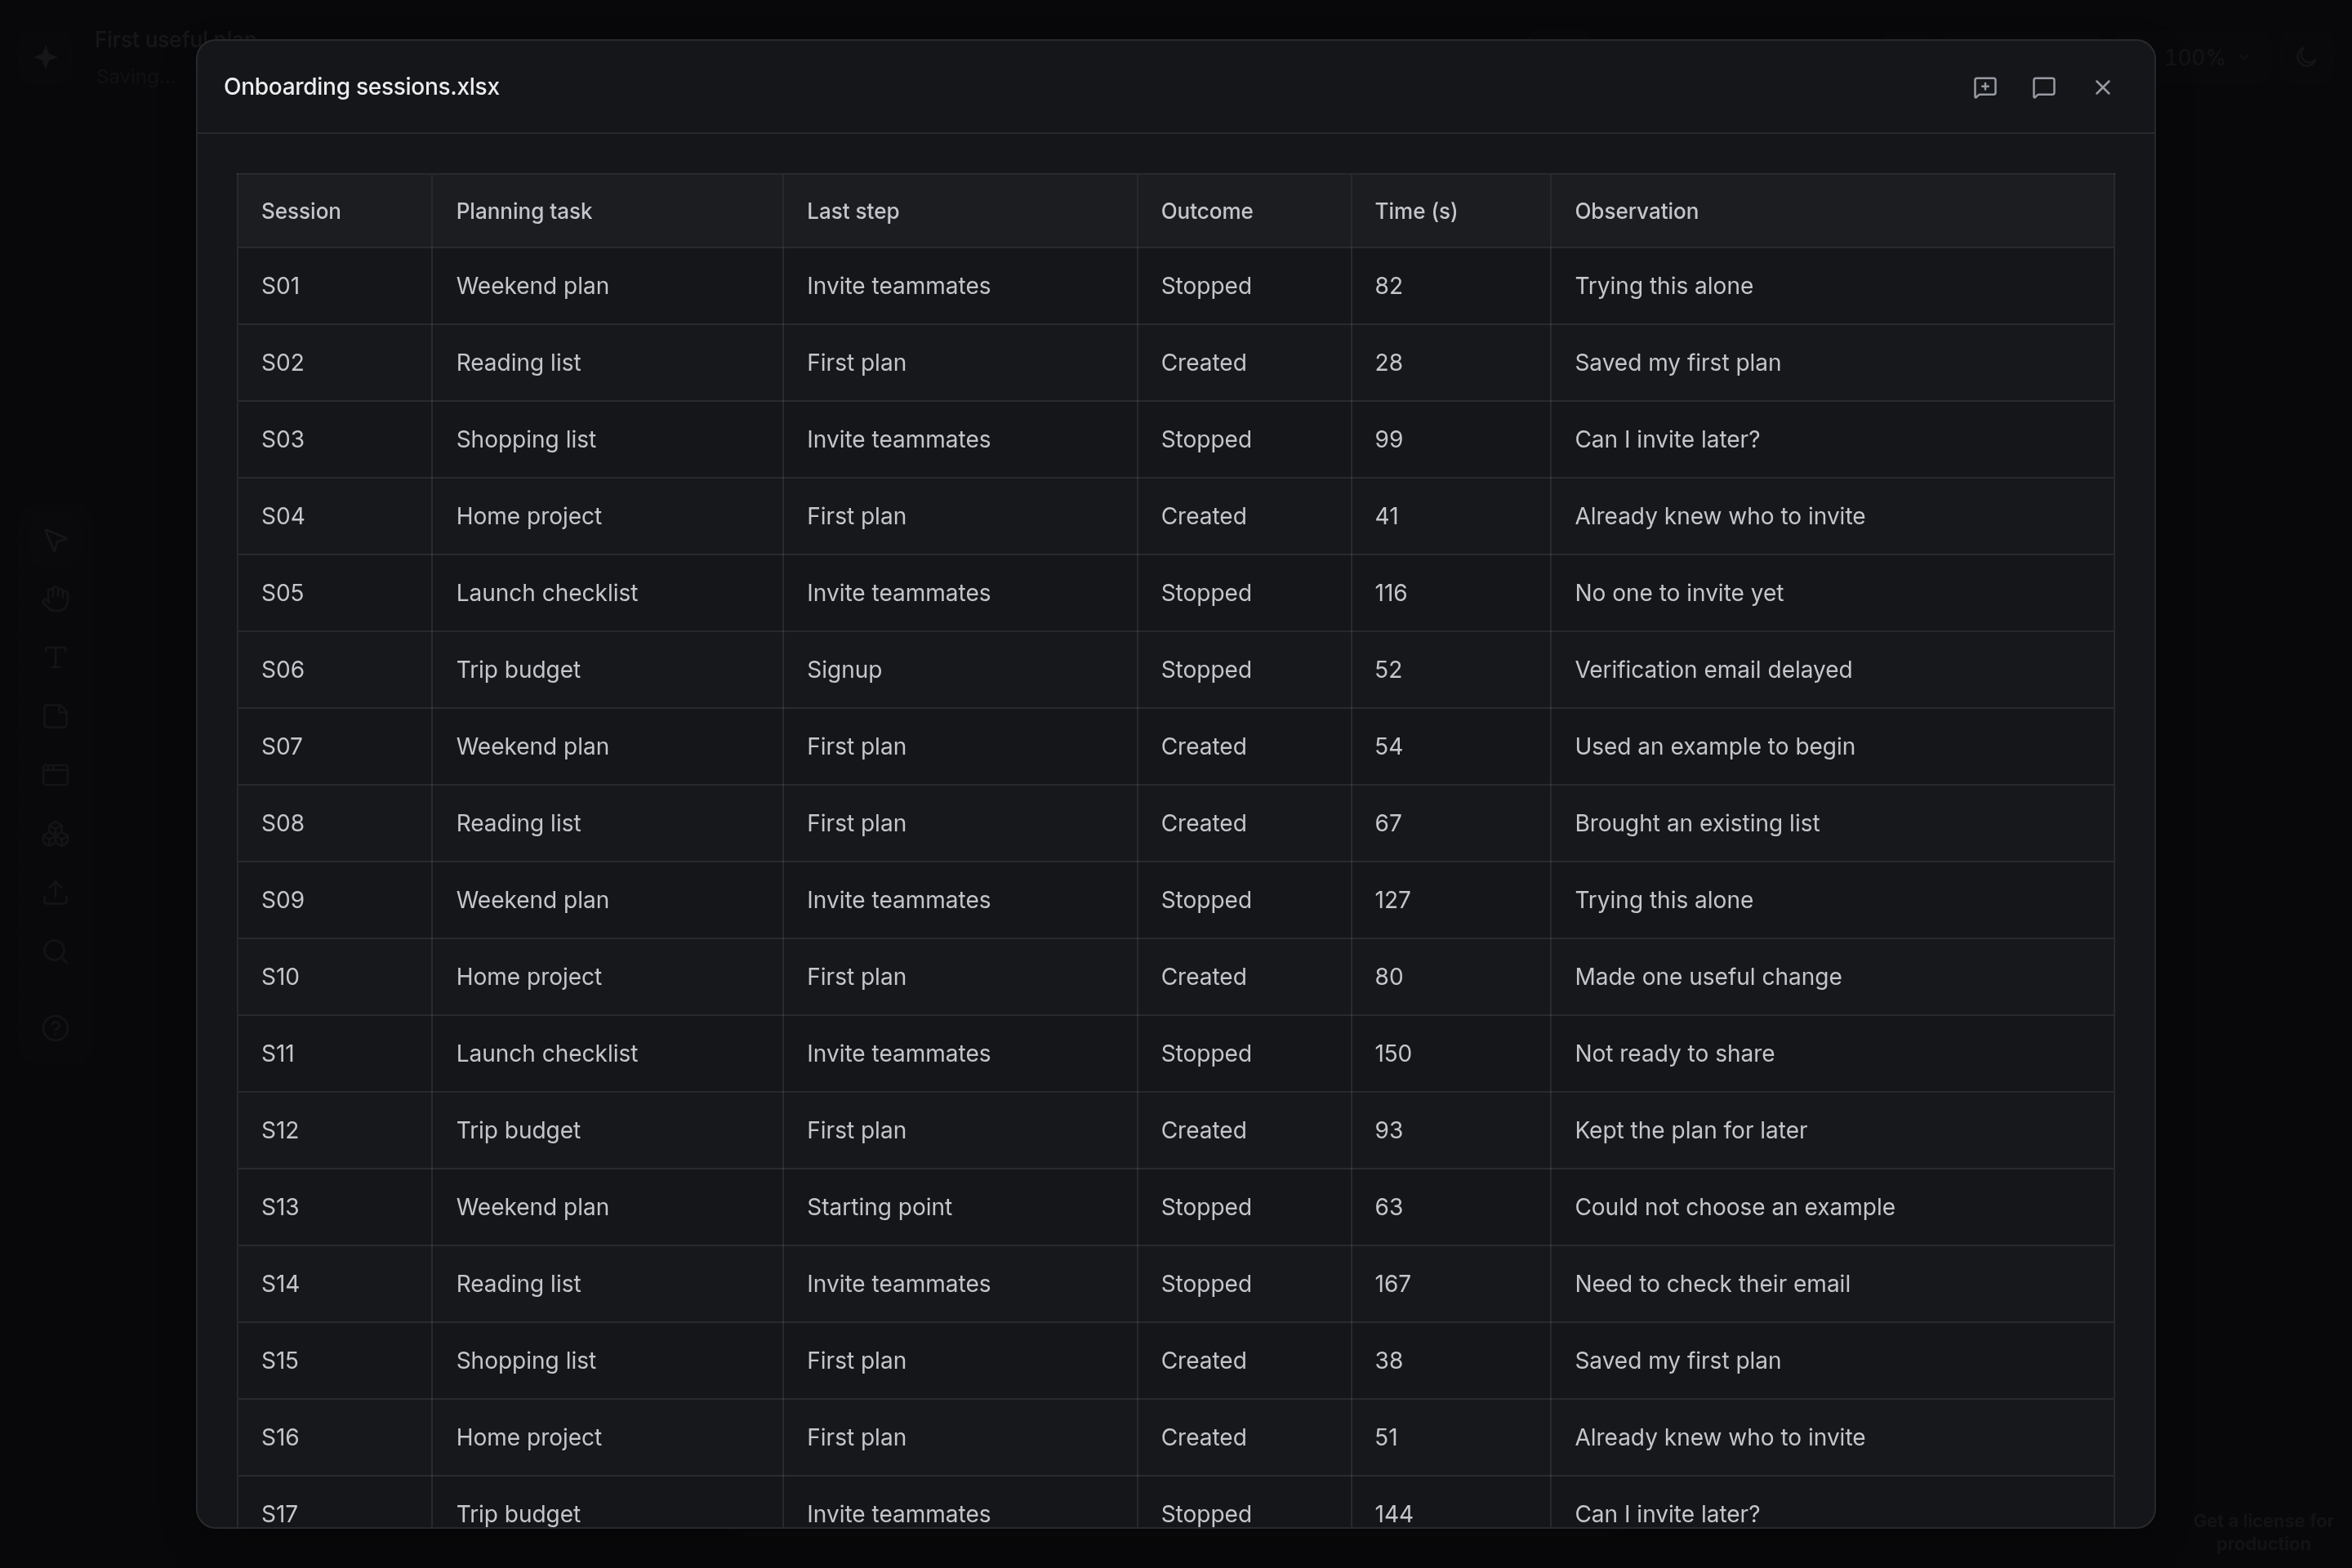 First useful plan
Saving...
100%
Onboarding sessions.xlsx
Session Planning task Last step Outcome Time (s) Observation
S01 Weekend plan Invite teammates Stopped 82 Trying this alone
S02 Reading list First plan Created 28 Saved my first plan
S03 Shopping list Invite teammates Stopped 99 Can I invite later?
S04 Home project First plan Created 41 Already knew who to invite
S05 Launch checklist Invite teammates Stopped 116 No one to invite yet
S06 Trip budget Signup Stopped 52 Verification email delayed
S07 Weekend plan First plan Created 54 Used an example to begin
S08 Reading list First plan Created 67 Brought an existing list
S09 Weekend plan Invite teammates Stopped 127 Trying this alone
S10 Home project First plan Created 80 Made one useful change
S11 Launch checklist Invite teammates Stopped 150 Not ready to share
S12 Trip budget First plan Created 93 Kept the plan for later
S13 Weekend plan Starting point Stopped 63 Could not choose an example
S14 Reading list Invite teammates Stopped 167 Need to check their email
S15 Shopping list First plan Created 38 Saved my first plan
S16 Home project First plan Created 51 Already knew who to invite
S17 Trip budget Invite teammates Stopped 144 Can I invite later?
Get a license for
production